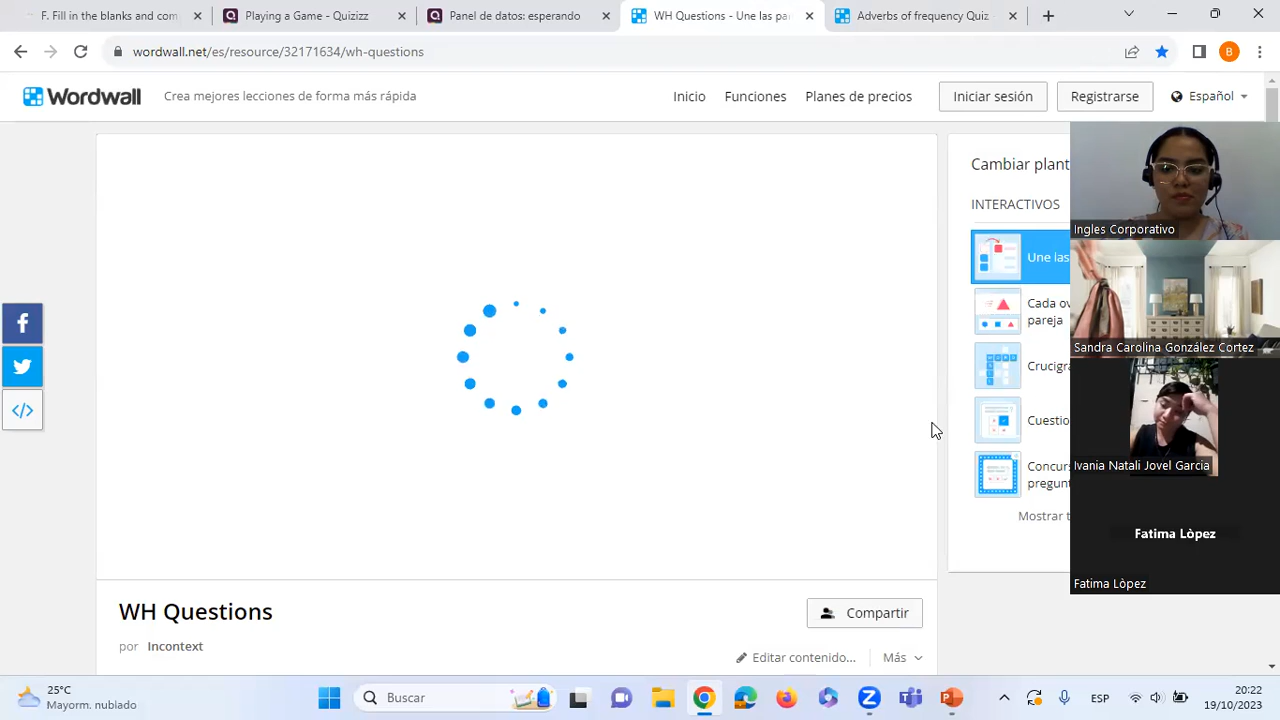 F. Fill in the blanks and com
Playing a Game - Quizizz
Panel de datos: esperando
WH Questions - Une las pa
Adverbs of frequency Quiz -
wordwall.net/es/resource/32171634/wh-questions
B
Wordwall
Crea mejores lecciones de forma más rápida
Inicio
Funciones
Planes de precios
Iniciar sesión
Registrarse
Español
Cambiar plant
INTERACTIVOS
Une las
Cada ov
pareja
Crucigra
Cuestio
Concurs
pregunt
Mostrar t
Ingles Corporativo
Sandra Carolina González Cortez
Ivania Natali Jovel Garcia
Fatima Lòpez
Fatima Lòpez
WH Questions
Compartir
por Incontext
Editar contenido...
Más
25°C
Mayorm. nublado
Buscar
ESP
20:22
19/10/2023